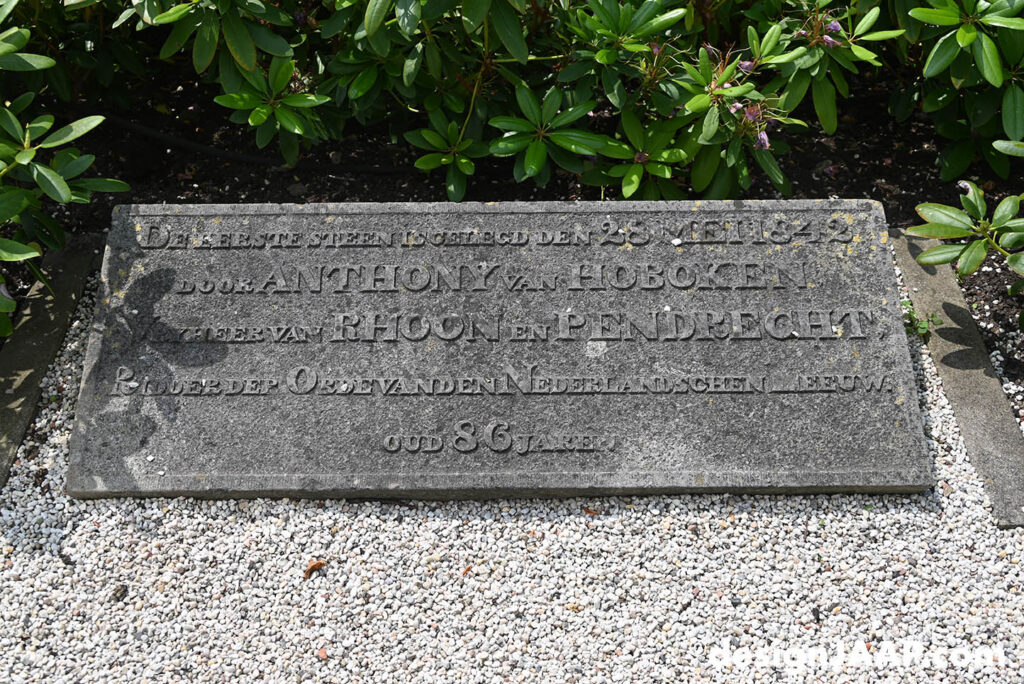 DE EERSTE STEEN IS GELEGD DEN 28 MEI 1842
DOOR ANTHONY VAN HOBOKEN
VRYHEER VAN RHOON EN PENDRECHT,
RIDDER DER ORDE VAN DEN NEDERLANDSCHEN LEEUW.
OUD 86 JAREN.
designJAAP.com